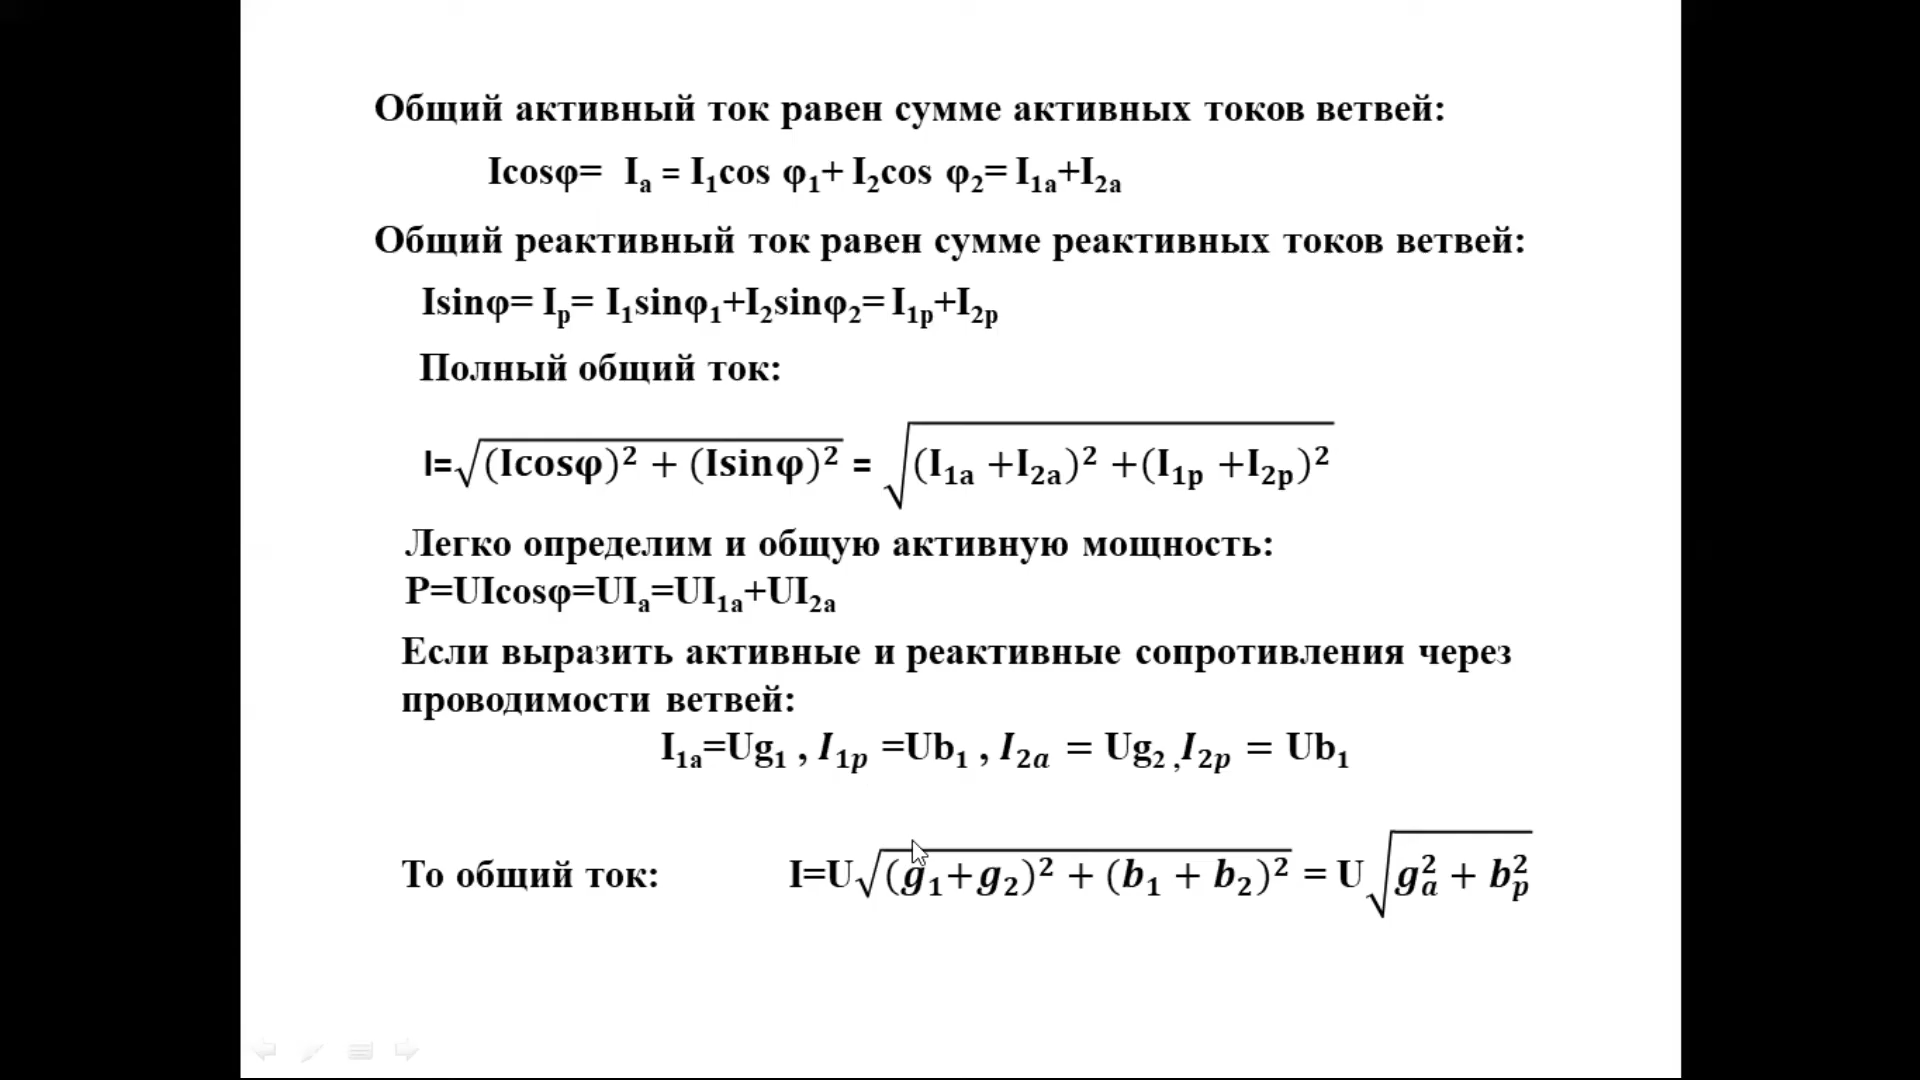 Общий активный ток равен сумме активных токов ветвей:
Icosφ= Iₐ = I₁cos φ₁+ I₂cos φ₂= I₁ₐ+I₂ₐ
Общий реактивный ток равен сумме реактивных токов ветвей:
Isinφ= Iₚ= I₁sinφ₁+I₂sinφ₂= I₁ₚ+I₂ₚ
Полный общий ток:
I=√(Icosφ)² + (Isinφ)² = √(I₁ₐ +I₂ₐ)² +(I₁ₚ +I₂ₚ)²
Легко определим и общую активную мощность:
P=UIcosφ=UIₐ=UI₁ₐ+UI₂ₐ
Если выразить активные и реактивные сопротивления через
проводимости ветвей:
I₁ₐ=Ug₁ , I₁ₚ =Ub₁ , I₂ₐ = Ug₂ ,I₂ₚ = Ub₁
То общий ток: I=U√(g₁+g₂)² + (b₁ + b₂)² = U√gₐ² + bₚ²